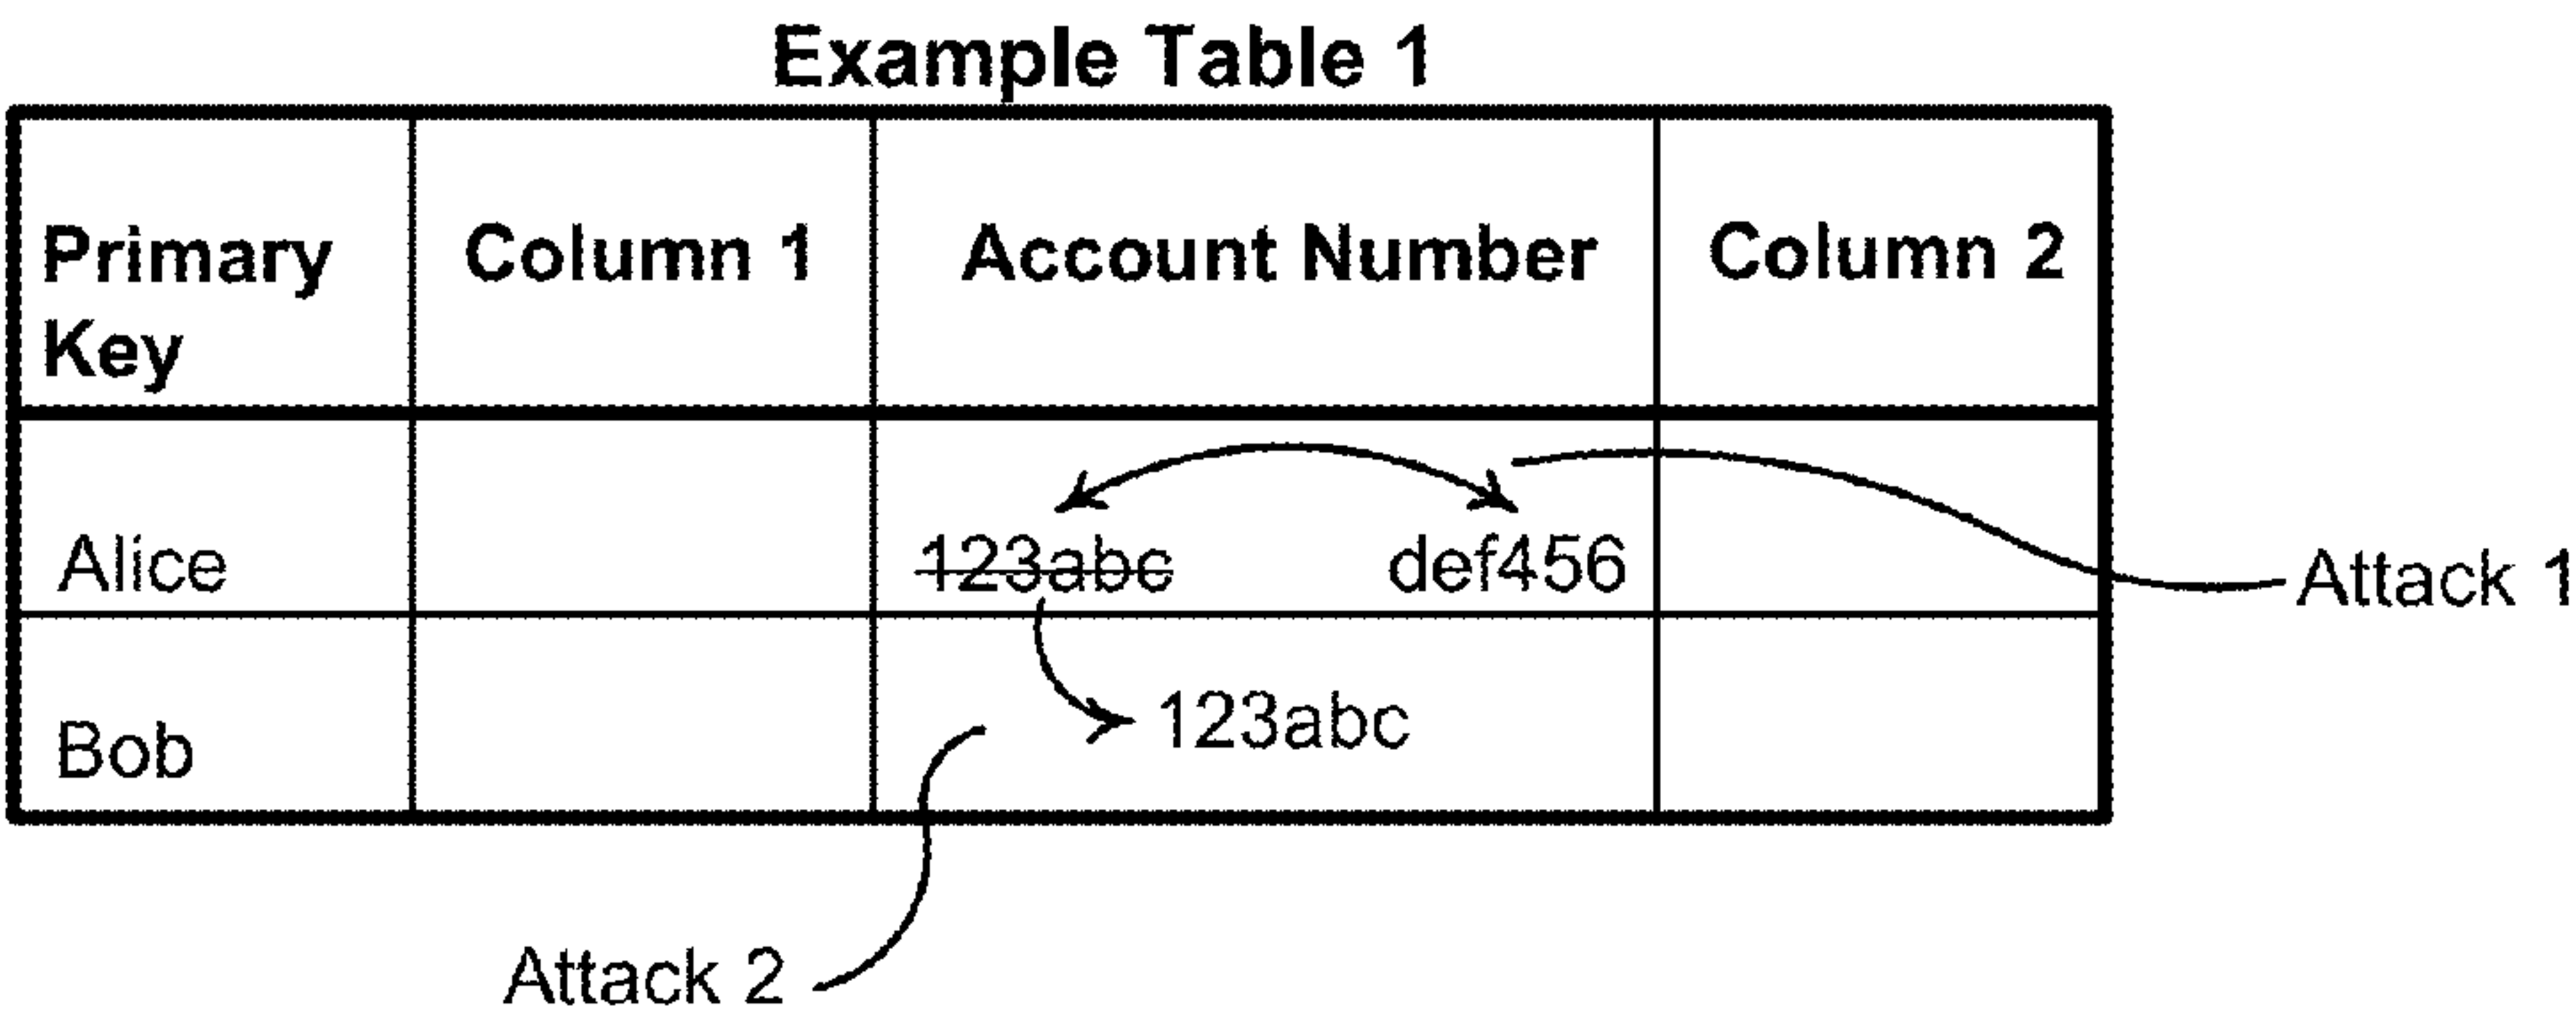 Example Table 1
Primary Key Column 1 Account Number Column 2
Alice 123abc def456
Attack 1
Bob 123abc
Attack 2